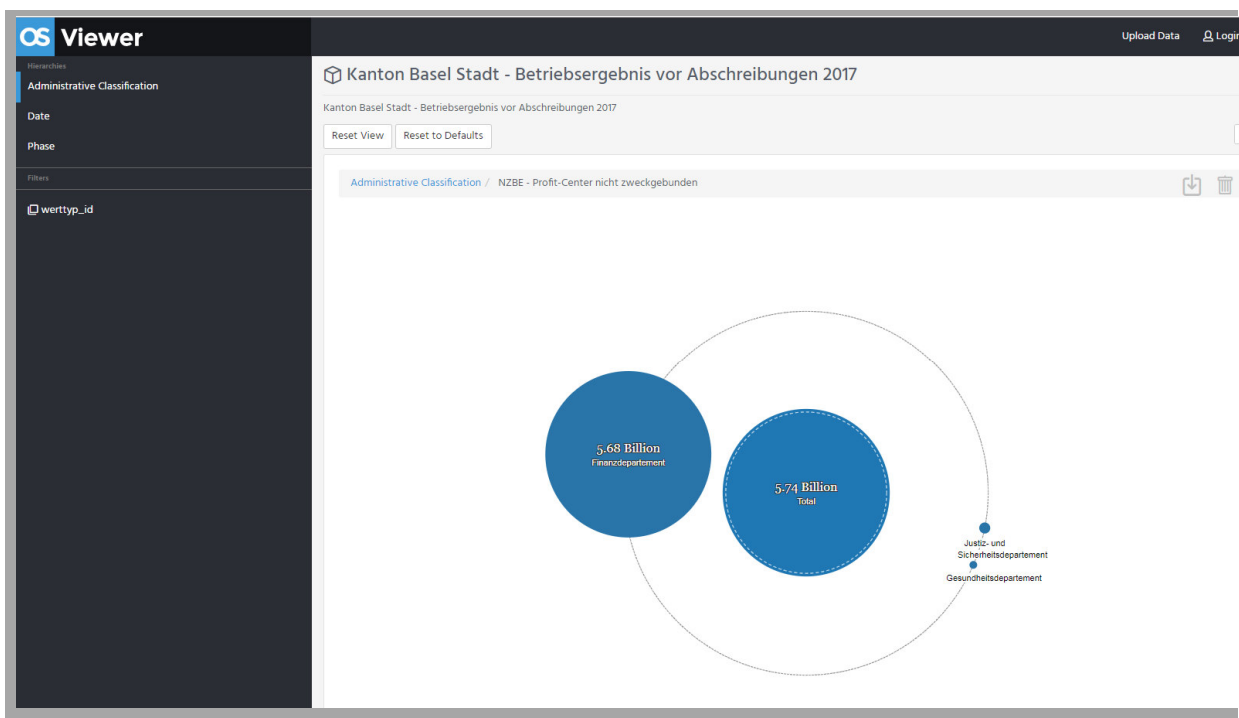 OS Viewer
Upload Data
Login
Hierarchies
Administrative Classification
Date
Phase
Filters
werttyp_id
Kanton Basel Stadt - Betriebsergebnis vor Abschreibungen 2017
Kanton Basel Stadt - Betriebsergebnis vor Abschreibungen 2017
Reset View
Reset to Defaults
Administrative Classification / NZBE - Profit-Center nicht zweckgebunden
5.68 Billion
Finanzdepartement
5.74 Billion
Total
Justiz- und
Sicherheitsdepartement
Gesundheitsdepartement